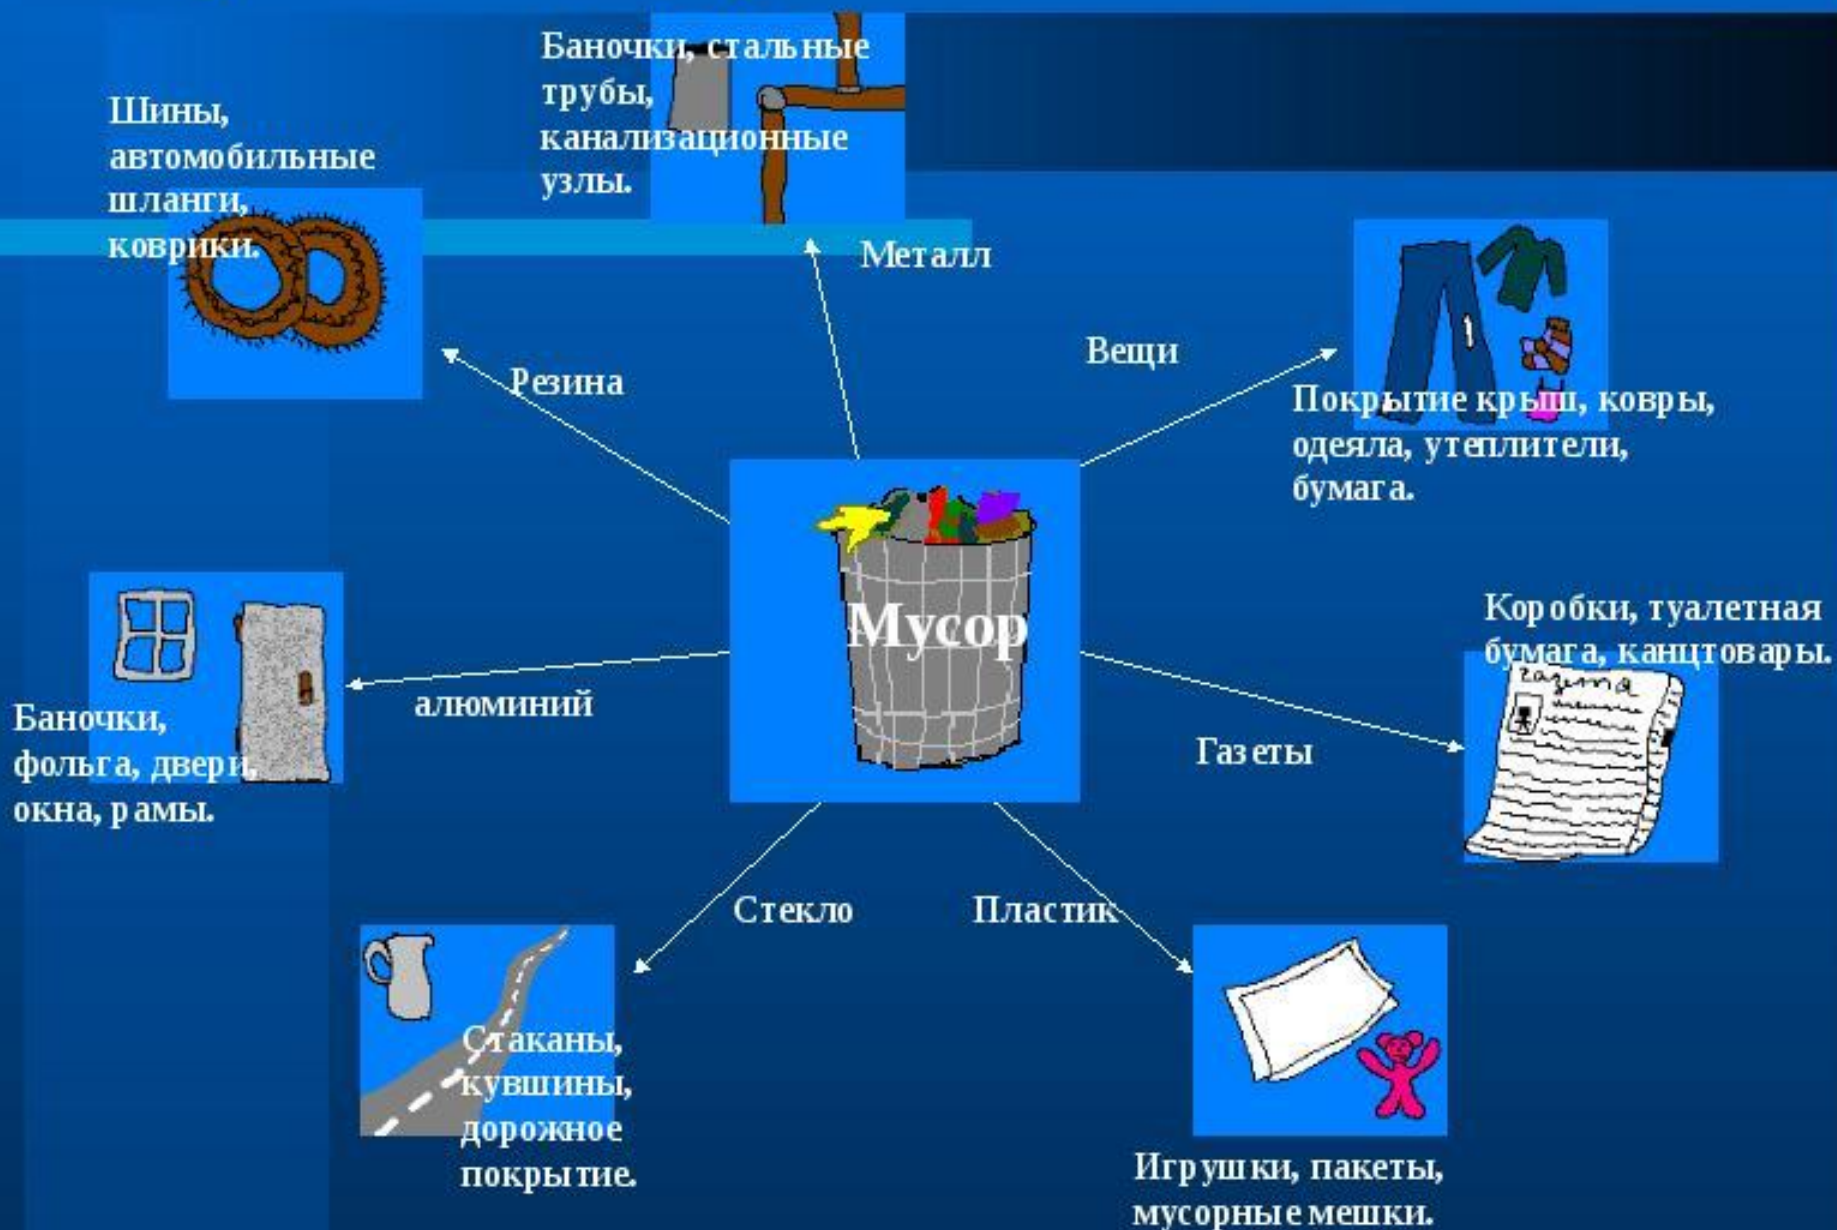 Баночки, стальные
трубы,
канализационные
узлы.
Шины,
автомобильные
шланги,
коврики.
Металл
Вещи
Резина
Покрытие крыш, ковры,
одеяла, утеплители,
бумага.
Мусор
Коробки, туалетная
бумага, канцтовары.
газета
алюминий
Баночки,
фольга, двери,
окна, рамы.
Газеты
Стекло
Пластик
Стаканы,
кувшины,
дорожное
покрытие.
Игрушки, пакеты,
мусорные мешки.